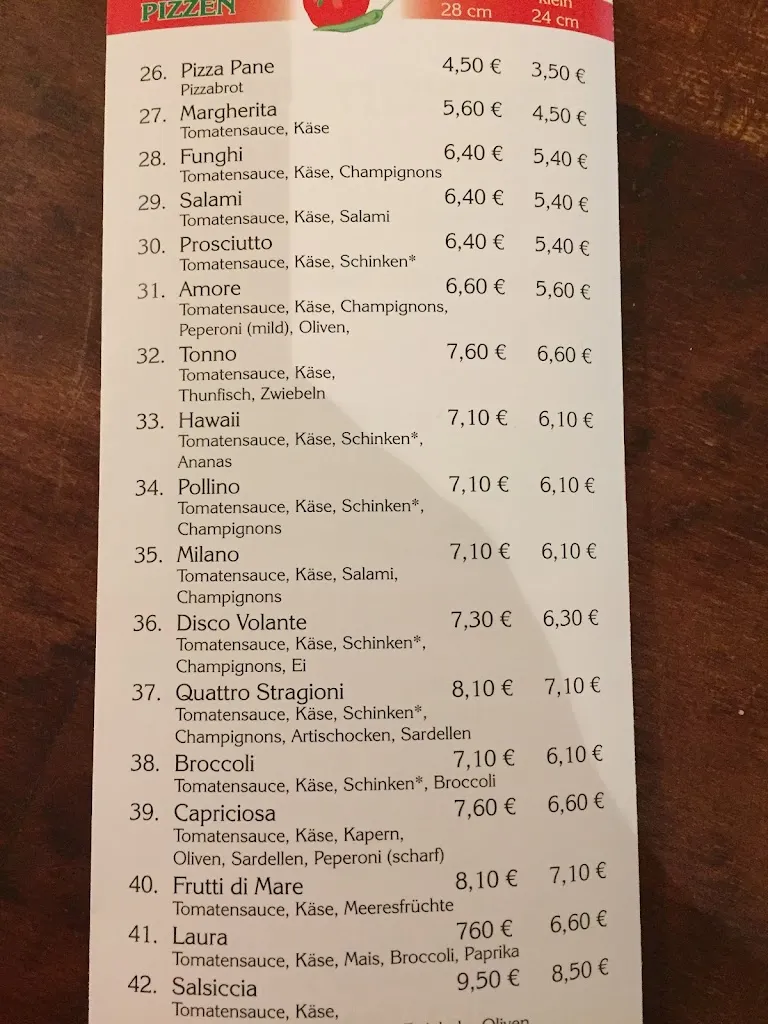 PIZZEN
28 cm
klein
24 cm
26. Pizza Pane 4,50 € 3,50 €
Pizzabrot
27. Margherita 5,60 € 4,50 €
Tomatensauce, Käse
28. Funghi 6,40 € 5,40 €
Tomatensauce, Käse, Champignons
29. Salami 6,40 € 5,40 €
Tomatensauce, Käse, Salami
30. Prosciutto 6,40 € 5,40 €
Tomatensauce, Käse, Schinken*
31. Amore 6,60 € 5,60 €
Tomatensauce, Käse, Champignons,
Peperoni (mild), Oliven,
32. Tonno 7,60 € 6,60 €
Tomatensauce, Käse,
Thunfisch, Zwiebeln
33. Hawaii 7,10 € 6,10 €
Tomatensauce, Käse, Schinken*,
Ananas
34. Pollino 7,10 € 6,10 €
Tomatensauce, Käse, Schinken*,
Champignons
35. Milano 7,10 € 6,10 €
Tomatensauce, Käse, Salami,
Champignons
36. Disco Volante 7,30 € 6,30 €
Tomatensauce, Käse, Schinken*,
Champignons, Ei
37. Quattro Stragioni 8,10 € 7,10 €
Tomatensauce, Käse, Schinken*,
Champignons, Artischocken, Sardellen
38. Broccoli 7,10 € 6,10 €
Tomatensauce, Käse, Schinken*, Broccoli
39. Capriciosa 7,60 € 6,60 €
Tomatensauce, Käse, Kapern,
Oliven, Sardellen, Peperoni (scharf)
40. Frutti di Mare 8,10 € 7,10 €
Tomatensauce, Käse, Meeresfrüchte
41. Laura 760 € 6,60 €
Tomatensauce, Käse, Mais, Broccoli, Paprika
42. Salsiccia 9,50 € 8,50 €
Tomatensauce, Käse,
Oliven